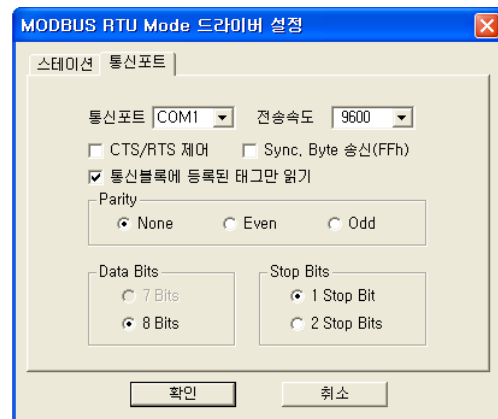 MODBUS RTU Mode 드라이버 설정
스테이션 통신포트
통신포트 COM1 전송속도 9600
CTS/RTS 제어 Sync, Byte 송신(FFh)
통신블록에 등록된 태그만 읽기
Parity
None Even Odd
Data Bits Stop Bits
7 Bits 1 Stop Bit
8 Bits 2 Stop Bits
확인 취소